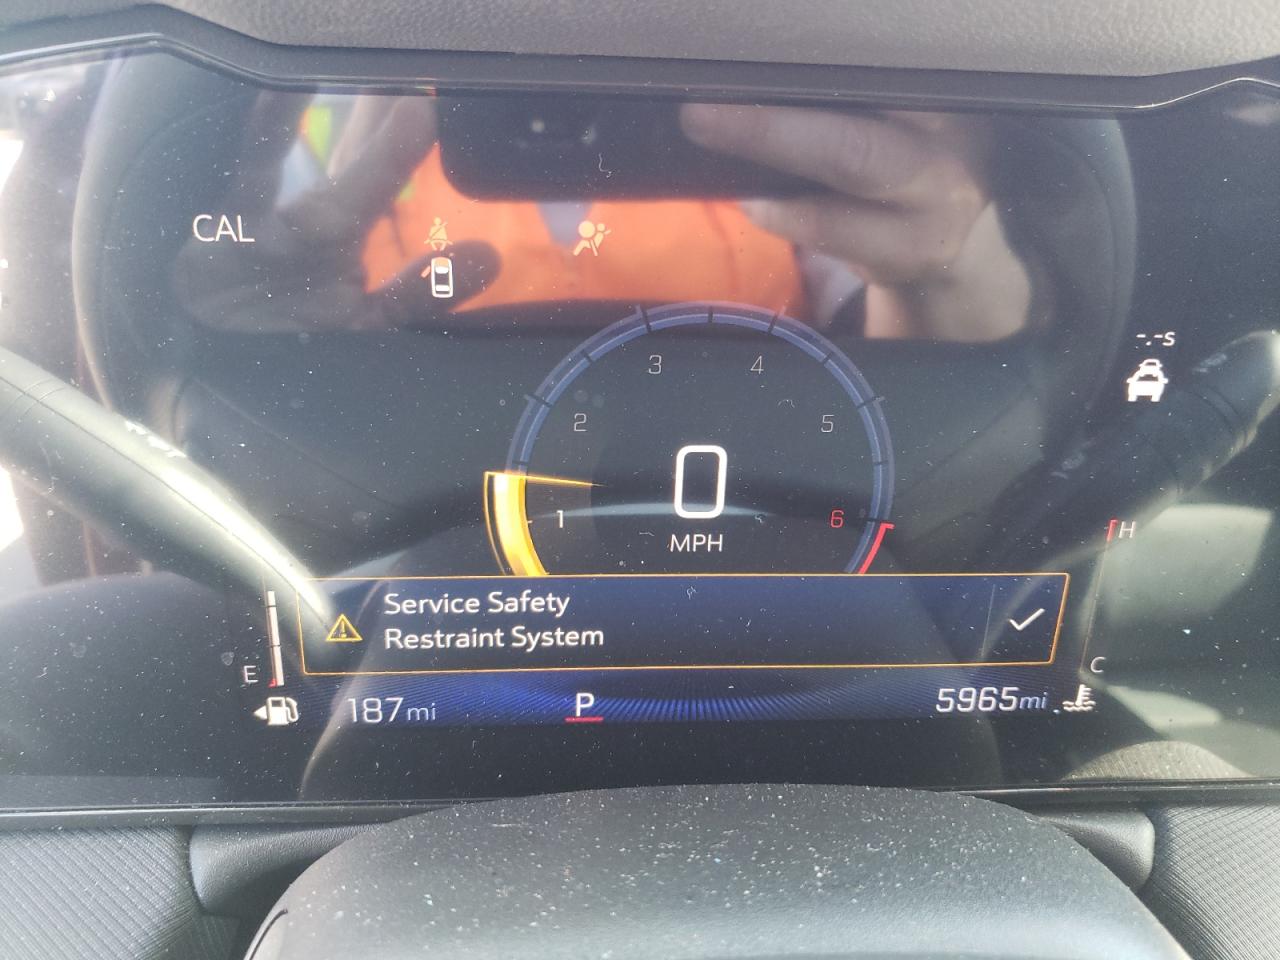 CAL
-.-s
3
4
2
5
0
1
6
MPH
H
Service Safety
Restraint System
E
C
187mi
P
5965mi